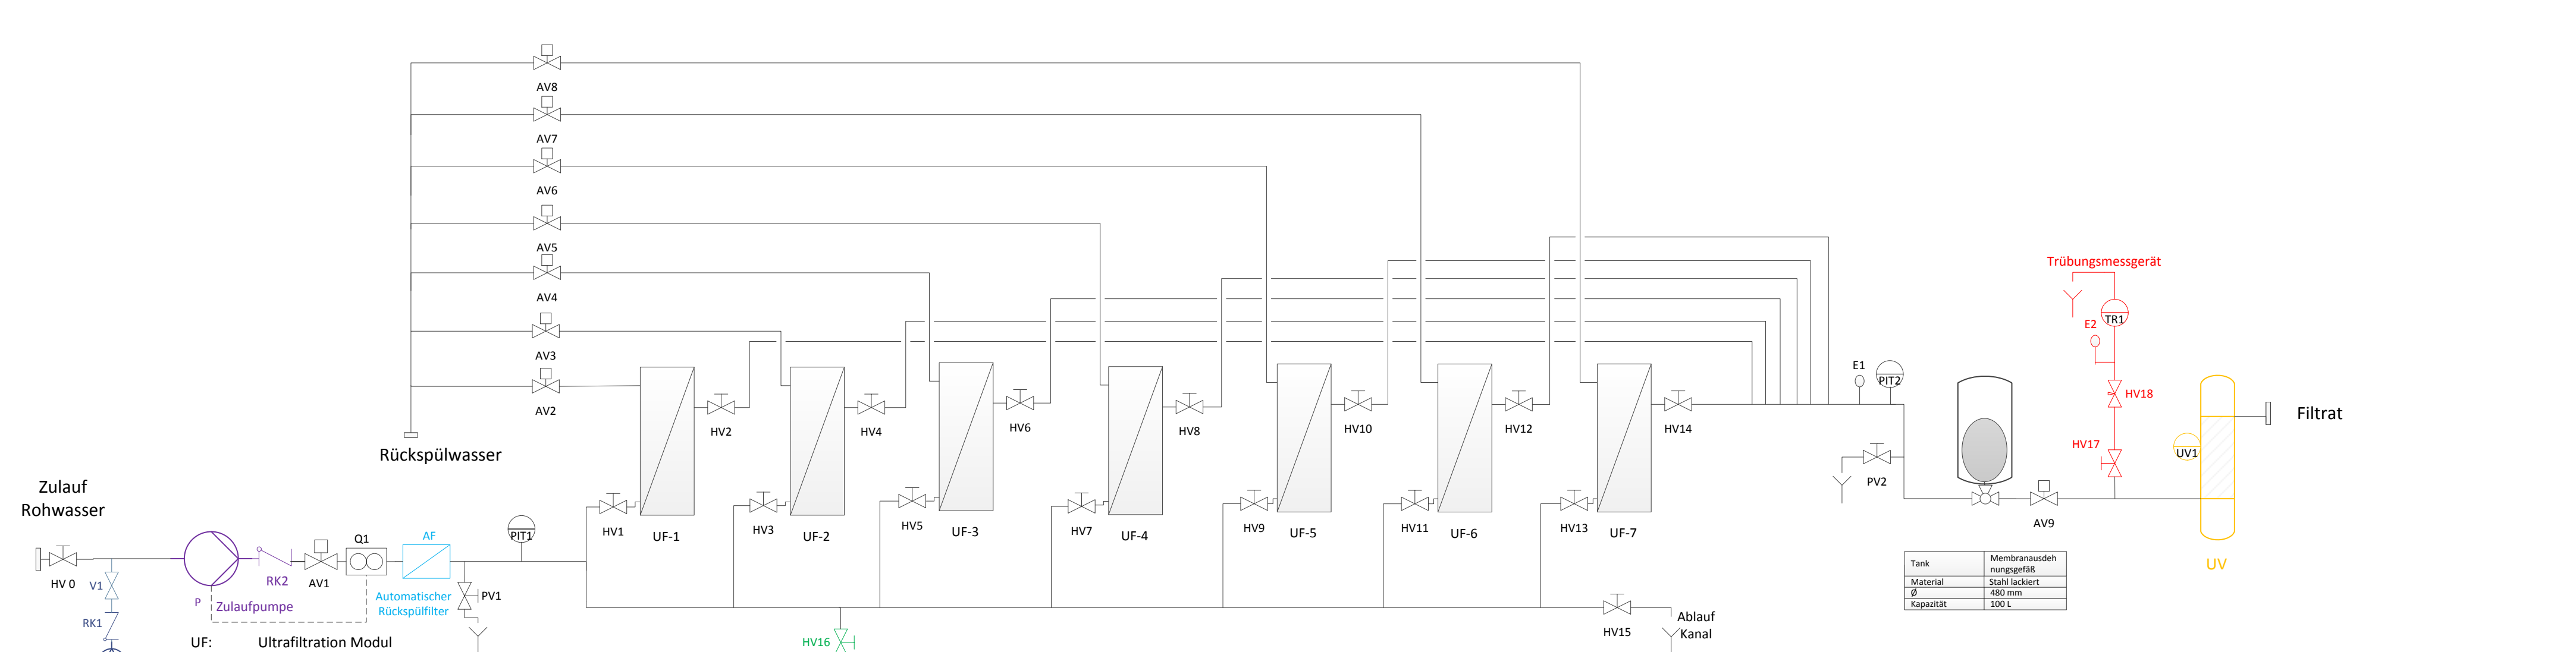 AV8
AV7
AV6
AV5
AV4
AV3
AV2
Rückspülwasser
Zulauf
Rohwasser
HV 0
V1
RK1
P
Zulaufpumpe
RK2
AV1
Q1
AF
Automatischer
Rückspülfilter
PV1
PIT1
UF:
Ultrafiltration Modul
HV1
UF-1
HV2
HV3
UF-2
HV4
HV5
UF-3
HV6
HV7
UF-4
HV8
HV9
UF-5
HV10
HV11
UF-6
HV12
HV13
UF-7
HV14
HV15
HV16
Ablauf
Kanal
E1
PIT2
PV2
AV9
Trübungsmessgerät
TR1
E2
HV18
HV17
UV1
UV
Filtrat
Tank Membranausdeh
nungsgefäß
Material Stahl lackiert
Ø 480 mm
Kapazität 100 L